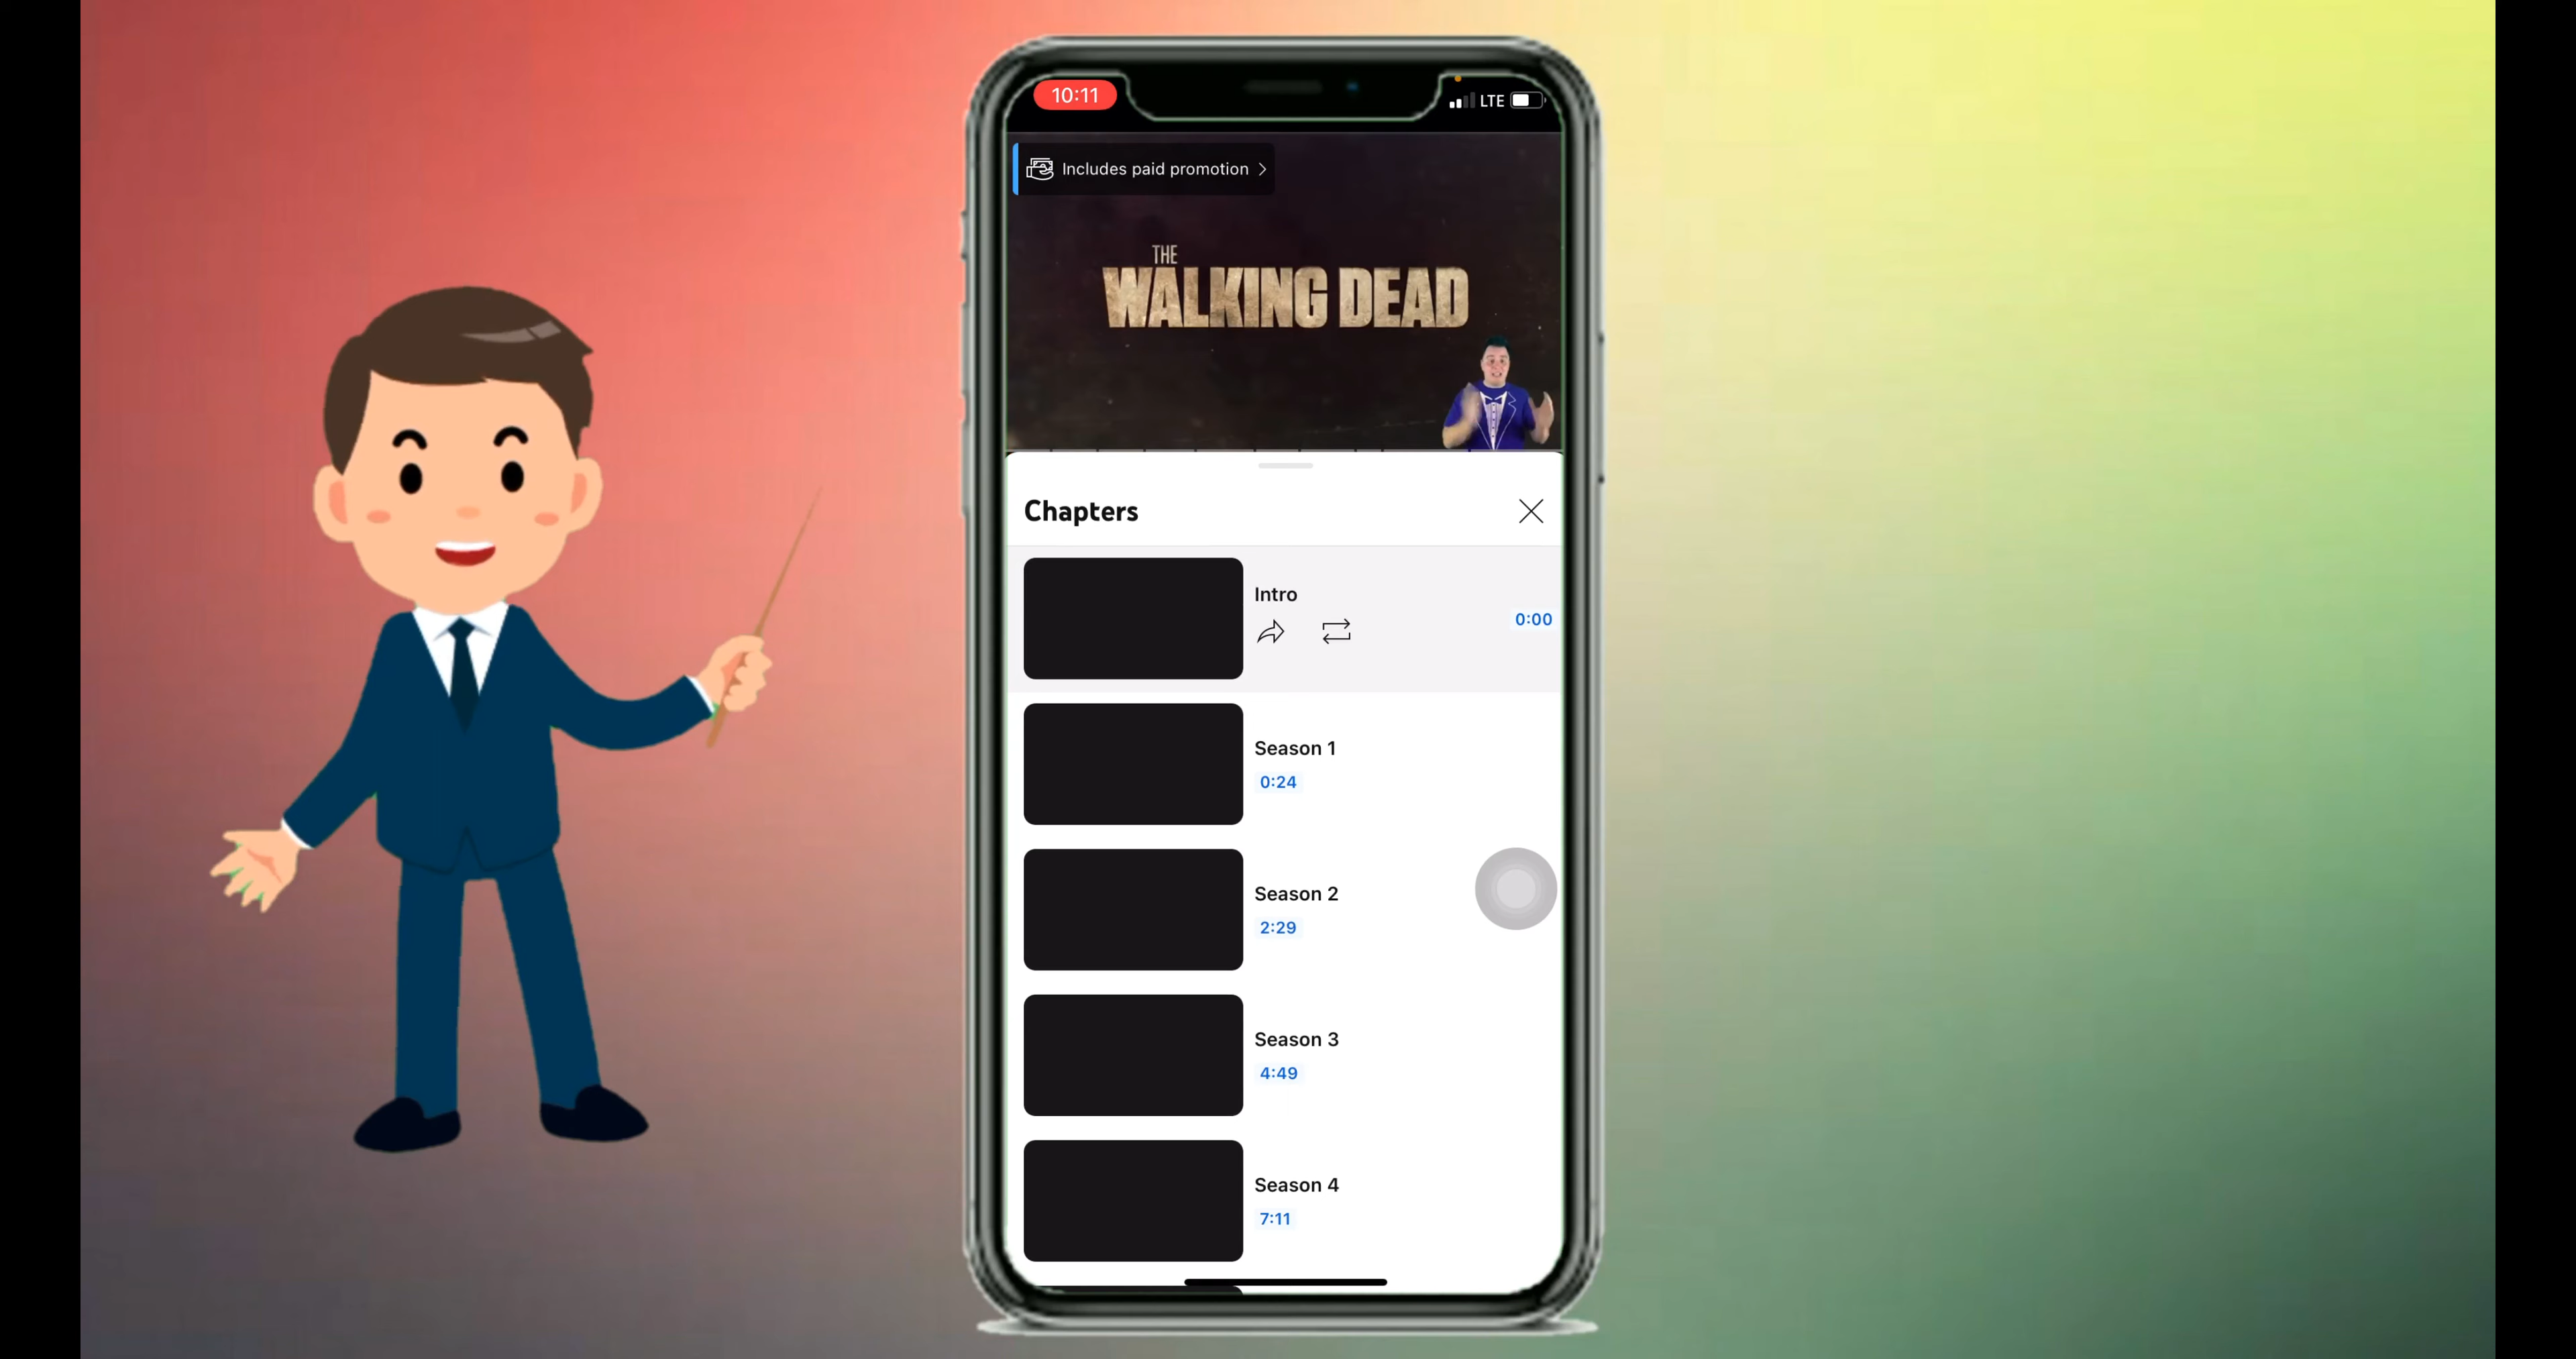 10:11
LTE
Includes paid promotion
THE
WALKING DEAD
Chapters
Intro
0:00
Season 1
0:24
Season 2
2:29
Season 3
4:49
Season 4
7:11